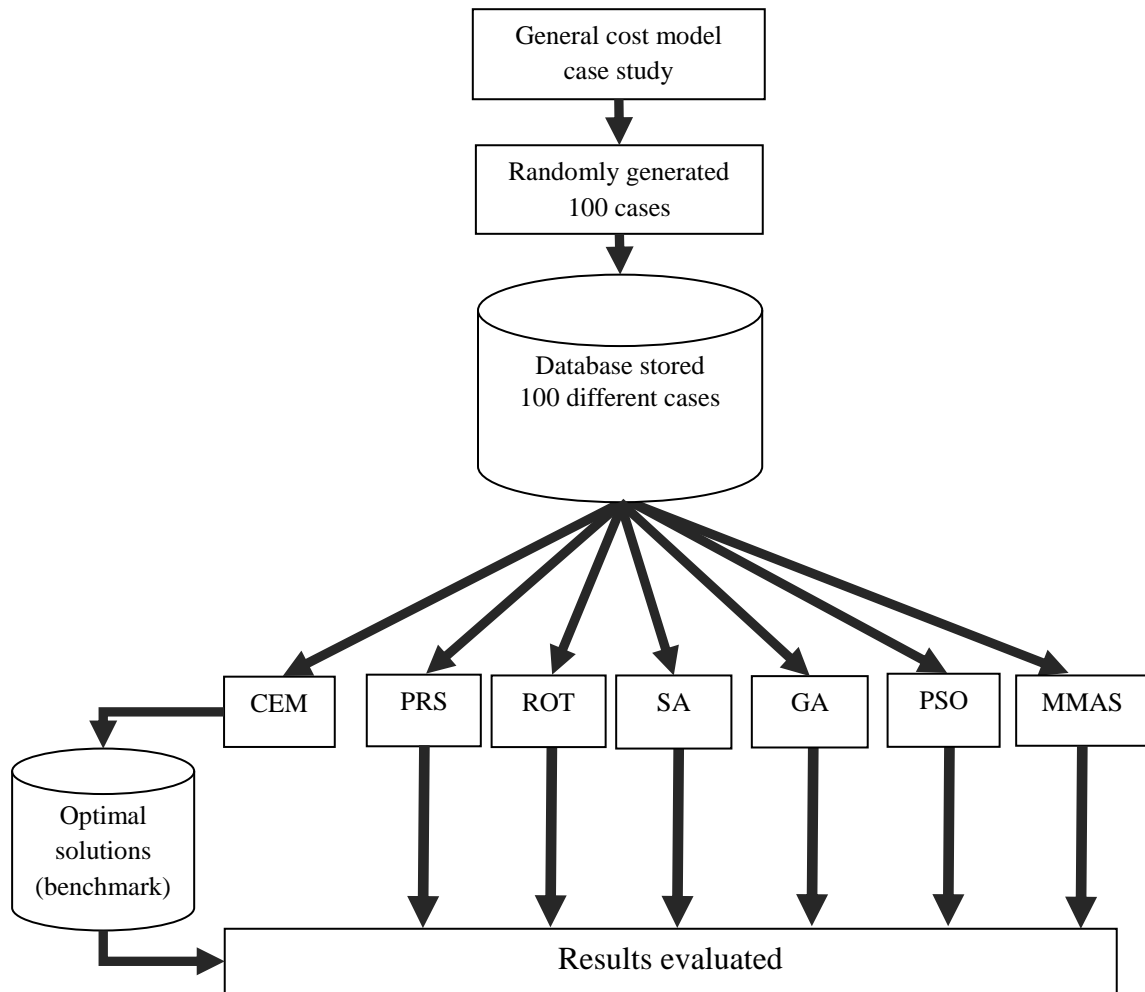 General cost model
case study
Randomly generated
100 cases
Database stored
100 different cases
CEM
PRS
ROT
SA
GA
PSO
MMAS
Optimal
solutions
(benchmark)
Results evaluated